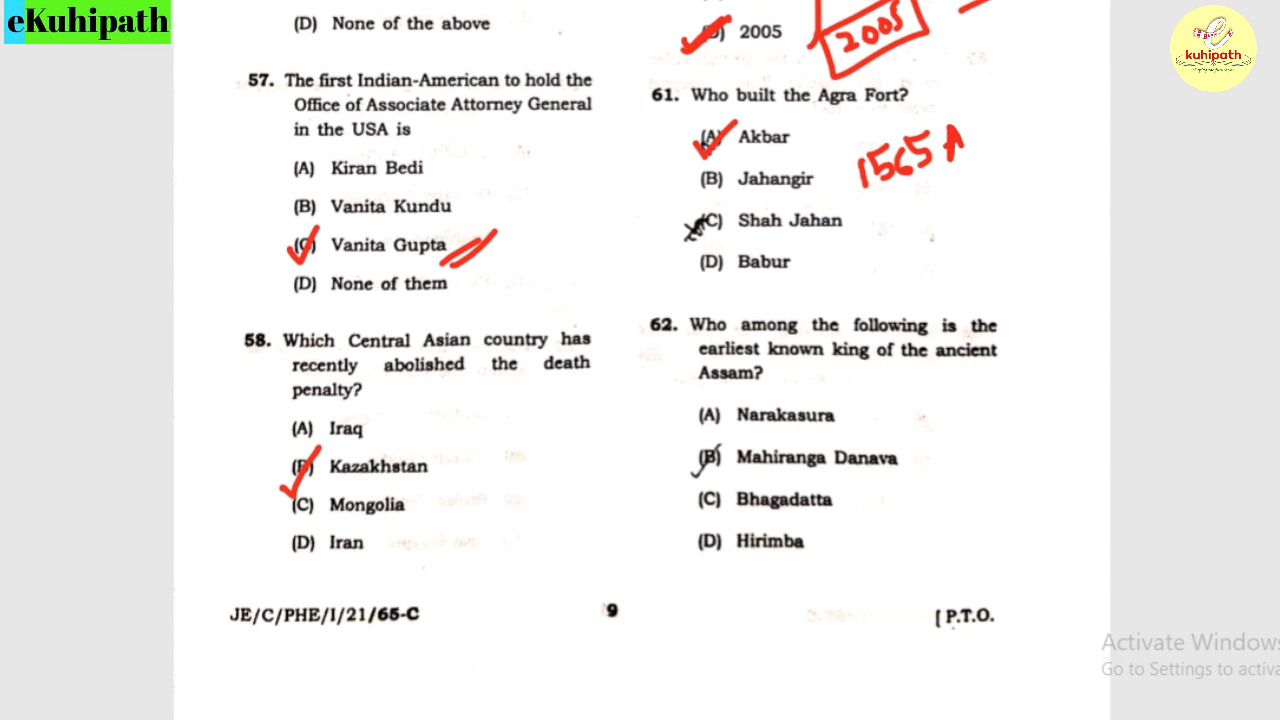 eKuhipath
(D) None of the above
57. The first Indian-American to hold the
Office of Associate Attorney General
in the USA is
(A) Kiran Bedi
(B) Vanita Kundu
(C) Vanita Gupta
(D) None of them
58. Which Central Asian country has
recently abolished the death
penalty?
(A) Iraq
(B) Kazakhstan
(C) Mongolia
(D) Iran
(D) 2005
2005
61. Who built the Agra Fort?
(A) Akbar
1565 A
(B) Jahangir
(C) Shah Jahan
(D) Babur
62. Who among the following is the
earliest known king of the ancient
Assam?
(A) Narakasura
(B) Mahiranga Danava
(C) Bhagadatta
(D) Hirimba
JE/C/PHE/I/21/65-C
9
[ P.T.O.
kuhipath
Activate Windows
Go to Settings to activa